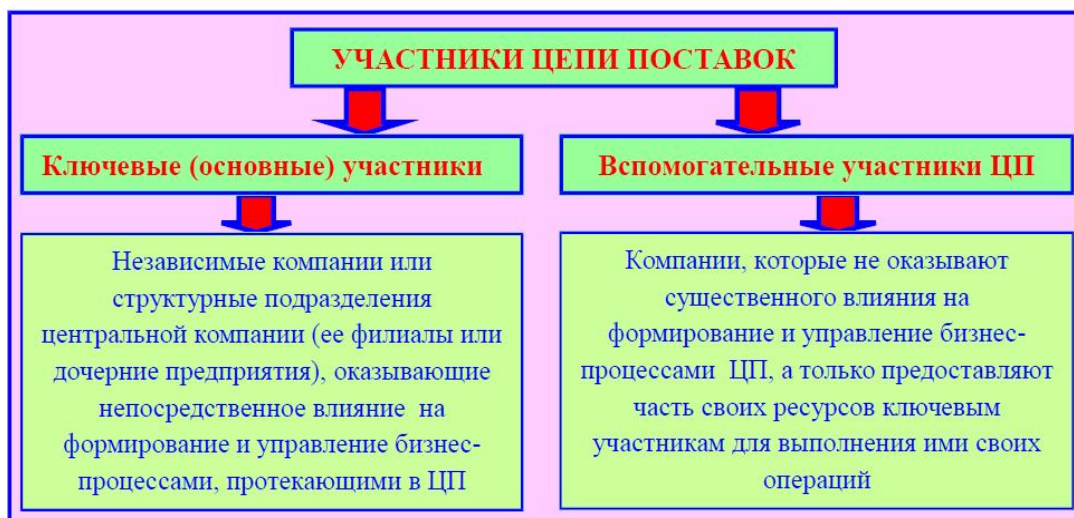 УЧАСТНИКИ ЦЕПИ ПОСТАВОК
Ключевые (основные) участники
Независимые компании или
структурные подразделения
центральной компании (ее филиалы или
дочерние предприятия), оказывающие
непосредственное влияние на
формирование и управление бизнес-
процессами, протекающими в ЦП
Вспомогательные участники ЦП
Компании, которые не оказывают
существенного влияния на
формирование и управление бизнес-
процессами ЦП, а только предоставляют
часть своих ресурсов ключевым
участникам для выполнения ими своих
операций